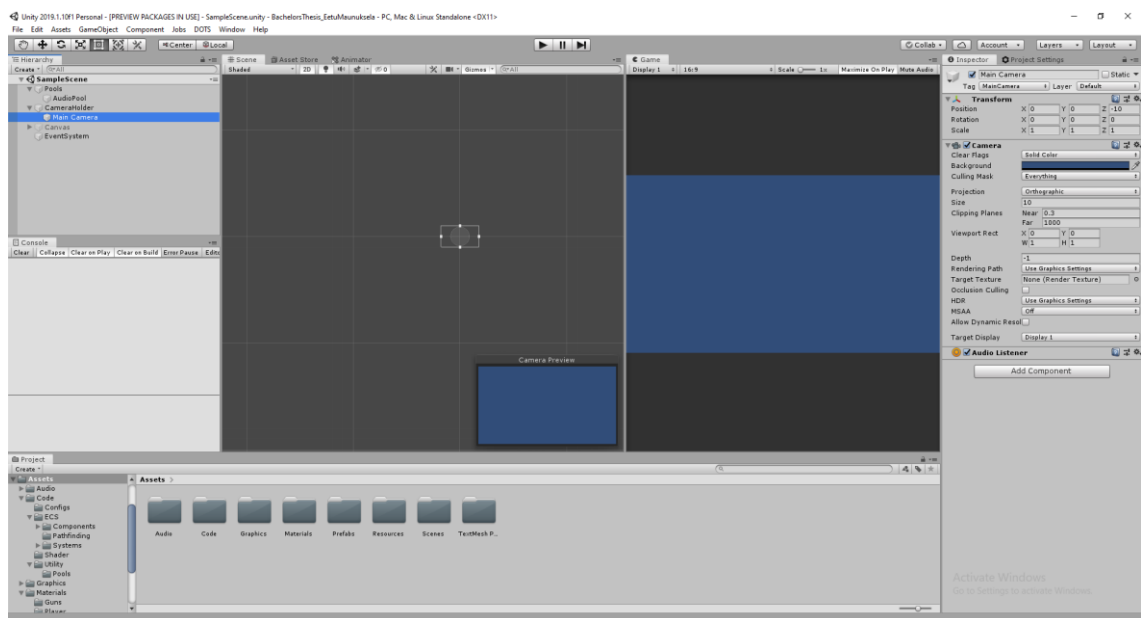 Unity 2019.1.10f1 Personal - [PREVIEW PACKAGES IN USE] - SampleScene.unity - BachelorsThesis_EetuMaunuksela - PC, Mac & Linux Standalone <DX11>
File Edit Assets GameObject Component Jobs DOTS Window Help
Center Local Collab Account Layers Layout
Hierarchy
Create All
SampleScene
Pools
AudioPool
CameraHolder
Main Camera
Canvas
EventSystem
Console
Clear Collapse Clear on Play Clear on Build Error Pause Edito
Scene Asset Store Animator
Shaded 2D 0 Gizmos All
Camera Preview
Game
Display 1 16:9 Scale 1x Maximize On Play Mute Audio
Inspector Project Settings
Main Camera Static
Tag MainCamera Layer Default
Transform
Position X 0 Y 0 Z -10
Rotation X 0 Y 0 Z 0
Scale X 1 Y 1 Z 1
Camera
Clear Flags Solid Color
Background
Culling Mask Everything
Projection Orthographic
Size 10
Clipping Planes Near 0.3
Far 1000
Viewport Rect X 0 Y 0
W 1 H 1
Depth -1
Rendering Path Use Graphics Settings
Target Texture None (Render Texture)
Occlusion Culling
HDR Use Graphics Settings
MSAA Off
Allow Dynamic Resol
Target Display Display 1
Audio Listener
Add Component
Project
Create
Assets
Audio
Code
Configs
ECS
Components
Pathfinding
Systems
Shader
Utility
Pools
Graphics
Materials
Guns
Player
Assets
Audio Code Graphics Materials Prefabs Resources Scenes TextMesh P...
Activate Windows
Go to Settings to activate Windows.